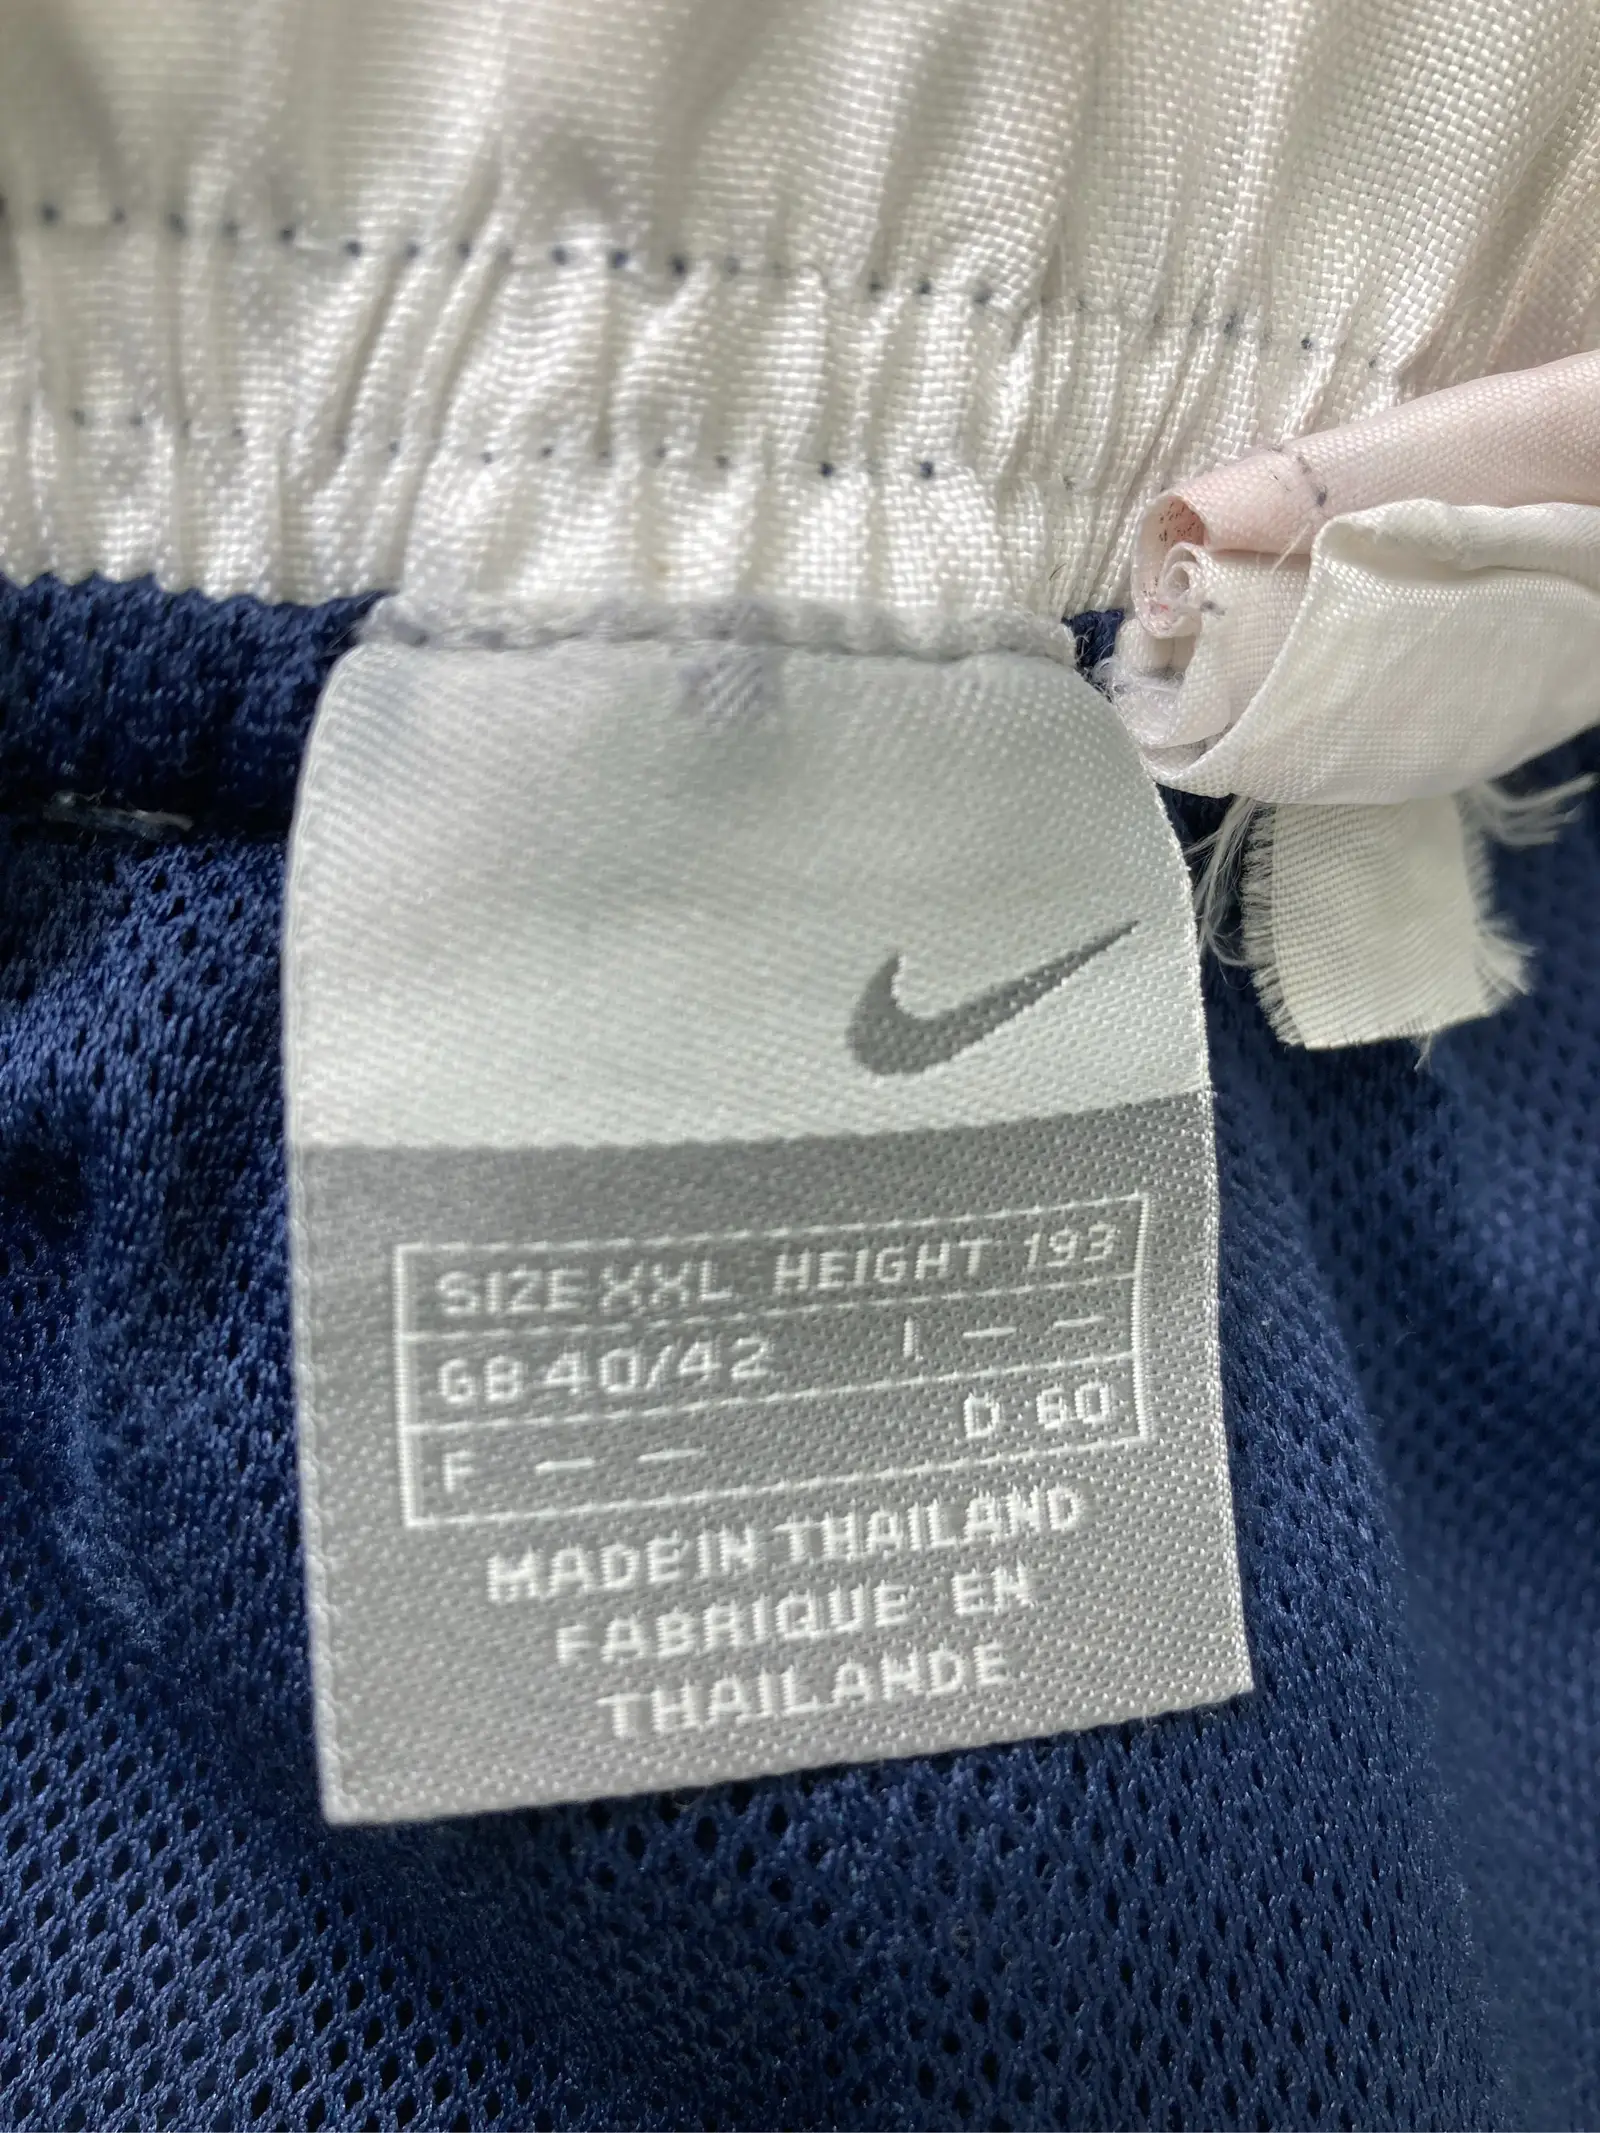 SIZE XXL HEIGHT 193
GB 40/42 I – –
F – – D 60
MADE IN THAILAND
FABRIQUE EN
THAILANDE